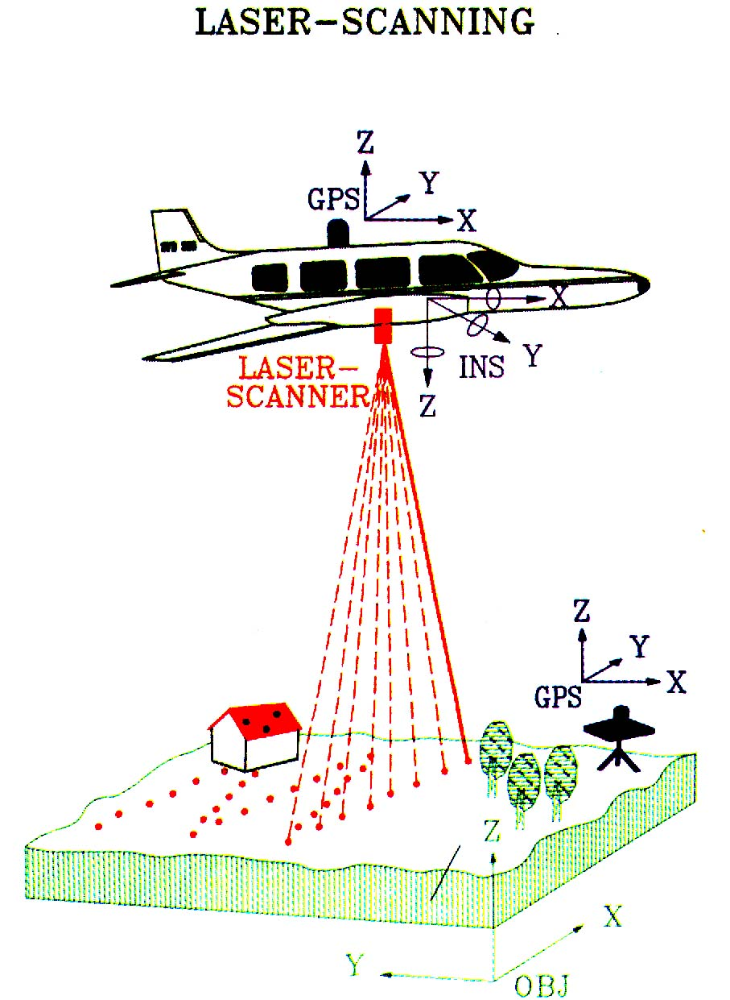 LASER-SCANNING
Z
Y
GPS
X
X
Y
INS
Z
LASER-
SCANNER
Z
Y
X
GPS
Z
X
Y
OBJ